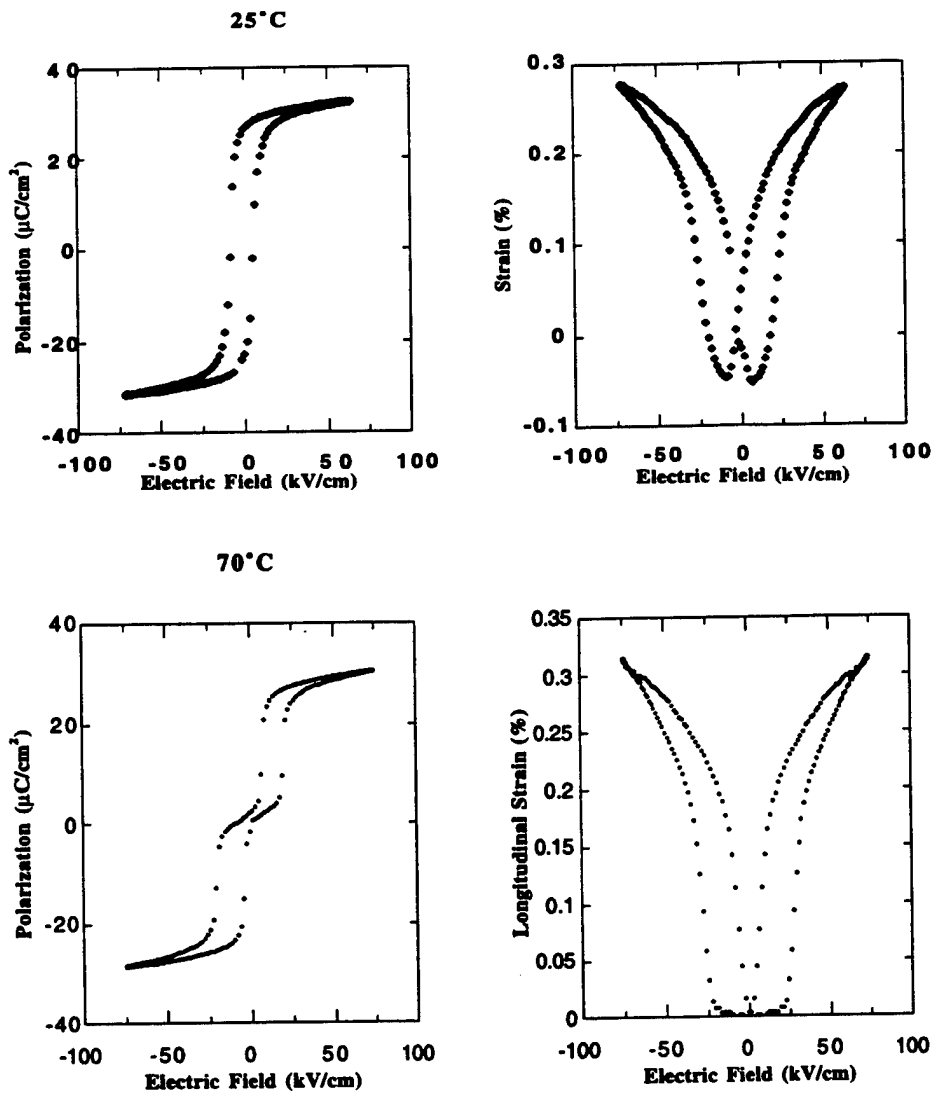 25°C
40
20
0
-20
-40
-100 -50 0 50 100
Electric Field (kV/cm)
Polarization (μC/cm²)
0.3
0.2
0.1
0
-0.1
-100 -50 0 50 100
Electric Field (kV/cm)
Strain (%)
70°C
40
20
0
-20
-40
-100 -50 0 50 100
Electric Field (kV/cm)
Polarization (μC/cm²)
0.35
0.3
0.25
0.2
0.15
0.1
0.05
0
-100 -50 0 50 100
Electric Field (kV/cm)
Longitudinal Strain (%)